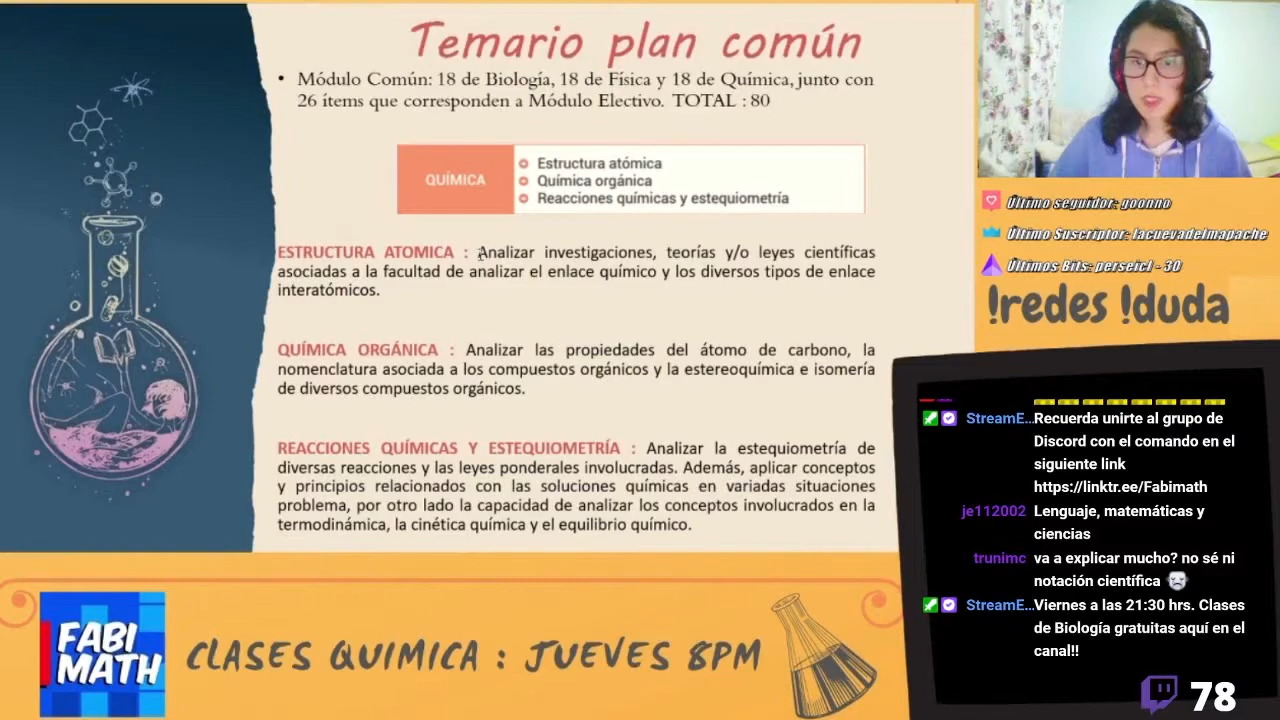 Temario plan común
• Módulo Común: 18 de Biología, 18 de Física y 18 de Química, junto con
26 ítems que corresponden a Módulo Electivo. TOTAL : 80
QUÍMICA
Estructura atómica
Química orgánica
Reacciones químicas y estequiometría
ESTRUCTURA ATOMICA : Analizar investigaciones, teorías y/o leyes científicas
asociadas a la facultad de analizar el enlace químico y los diversos tipos de enlace
interatómicos.
QUÍMICA ORGÁNICA : Analizar las propiedades del átomo de carbono, la
nomenclatura asociada a los compuestos orgánicos y la estereoquímica e isomería
de diversos compuestos orgánicos.
REACCIONES QUÍMICAS Y ESTEQUIOMETRÍA : Analizar la estequiometría de
diversas reacciones y las leyes ponderales involucradas. Además, aplicar conceptos
y principios relacionados con las soluciones químicas en variadas situaciones
problema, por otro lado la capacidad de analizar los conceptos involucrados en la
termodinámica, la cinética química y el equilibrio químico.
Último seguidor: goonno
Último Suscriptor: lacuevadelmapache
Últimos Bits: perseicl - 30
!redes !duda
StreamE... Recuerda unirte al grupo de
Discord con el comando en el
siguiente link
https://linktr.ee/Fabimath
je112002 Lenguaje, matemáticas y
ciencias
trunimc va a explicar mucho? no sé ni
notación científica
StreamE... Viernes a las 21:30 hrs. Clases
de Biología gratuitas aquí en el
canal!!
78
FABI
MATH
CLASES QUIMICA : JUEVES 8PM